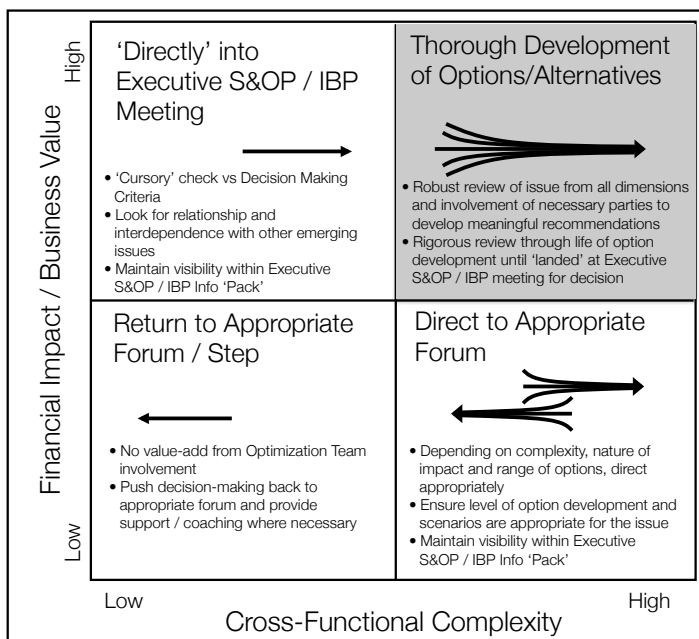 Financial Impact / Business Value
High
Low
‘Directly’ into
Executive S&OP / IBP
Meeting
• ‘Cursory’ check vs Decision Making
Criteria
• Look for relationship and
interdependence with other emerging
issues
• Maintain visibility within Executive
S&OP / IBP Info ‘Pack’
Thorough Development
of Options/Alternatives
• Robust review of issue from all dimensions
and involvement of necessary parties to
develop meaningful recommendations
• Rigorous review through life of option
development until ‘landed’ at Executive
S&OP / IBP meeting for decision
Return to Appropriate
Forum / Step
• No value-add from Optimization Team
involvement
• Push decision-making back to
appropriate forum and provide
support / coaching where necessary
Direct to Appropriate
Forum
• Depending on complexity, nature of
impact and range of options, direct
appropriately
• Ensure level of option development and
scenarios are appropriate for the issue
• Maintain visibility within Executive
S&OP / IBP Info ‘Pack’
Low
High
Cross-Functional Complexity